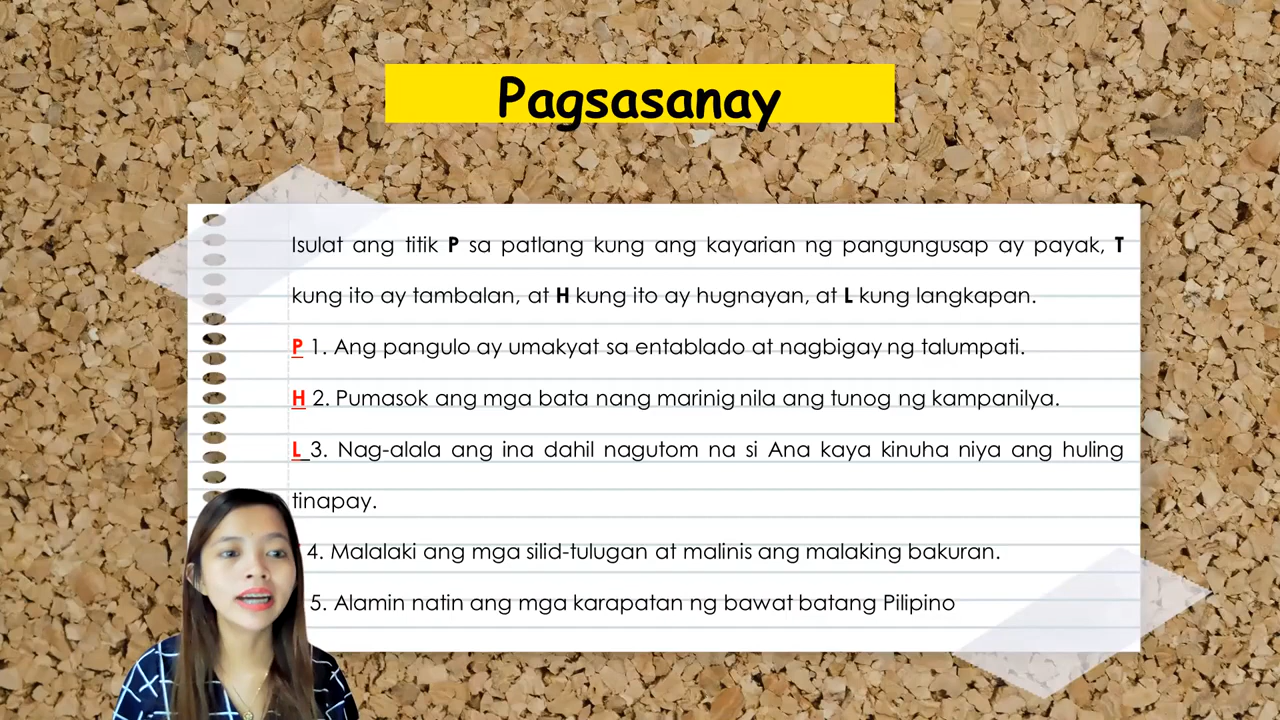 Pagsasanay
Isulat ang titik P sa patlang kung ang kayarian ng pangungusap ay payak, T
kung ito ay tambalan, at H kung ito ay hugnayan, at L kung langkapan.
P 1. Ang pangulo ay umakyat sa entablado at nagbigay ng talumpati.
H 2. Pumasok ang mga bata nang marinig nila ang tunog ng kampanilya.
L 3. Nag-alala ang ina dahil nagutom na si Ana kaya kinuha niya ang huling
tinapay.
4. Malalaki ang mga silid-tulugan at malinis ang malaking bakuran.
5. Alamin natin ang mga karapatan ng bawat batang Pilipino